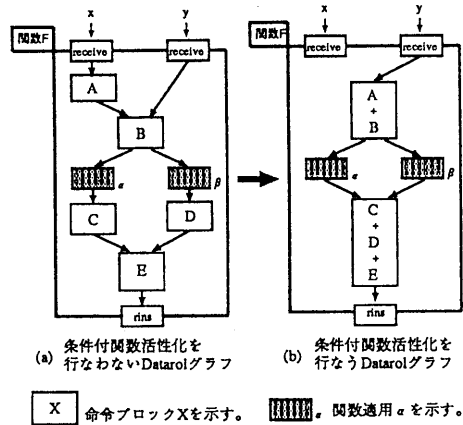 x y
関数F receive receive
A
B
α β
C D
E
rins
(a) 条件付関数活性化を
行なわないDatarolグラフ
x y
関数F receive receive
A
+
B
α β
C
+
D
+
E
rins
(b) 条件付関数活性化を
行なうDatarolグラフ
X 命令ブロックXを示す。
α 関数適用 α を示す。